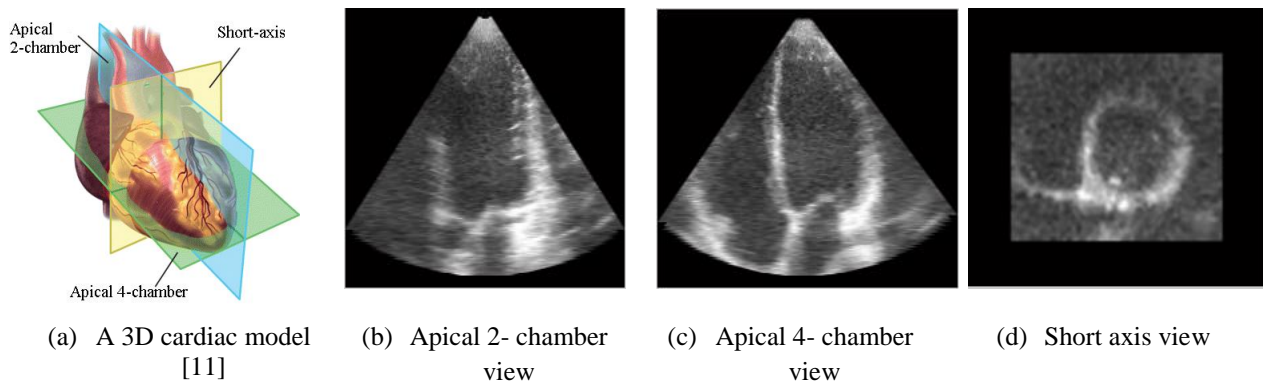 Apical
2-chamber
Short-axis
Apical 4-chamber
(a) A 3D cardiac model
[11]
(b) Apical 2- chamber
view
(c) Apical 4- chamber
view
(d) Short axis view